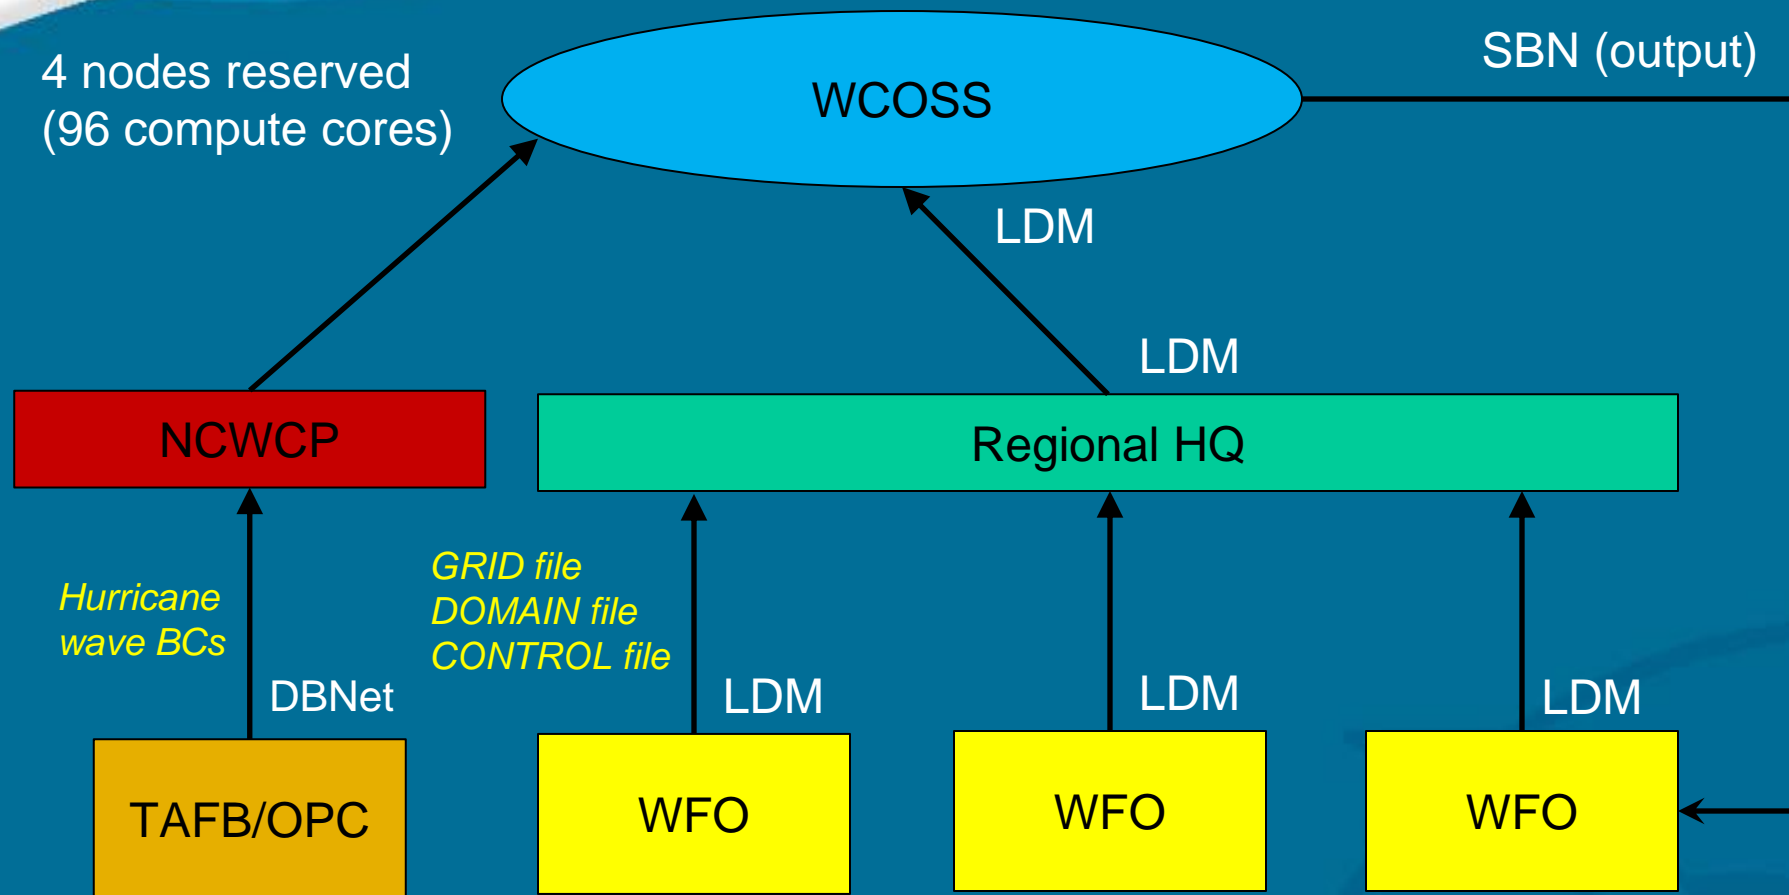 4 nodes reserved
(96 compute cores)
WCOSS
SBN (output)
LDM
LDM
NCWCP
Regional HQ
Hurricane
wave BCs
GRID file
DOMAIN file
CONTROL file
DBNet
LDM
LDM
LDM
TAFB/OPC
WFO
WFO
WFO